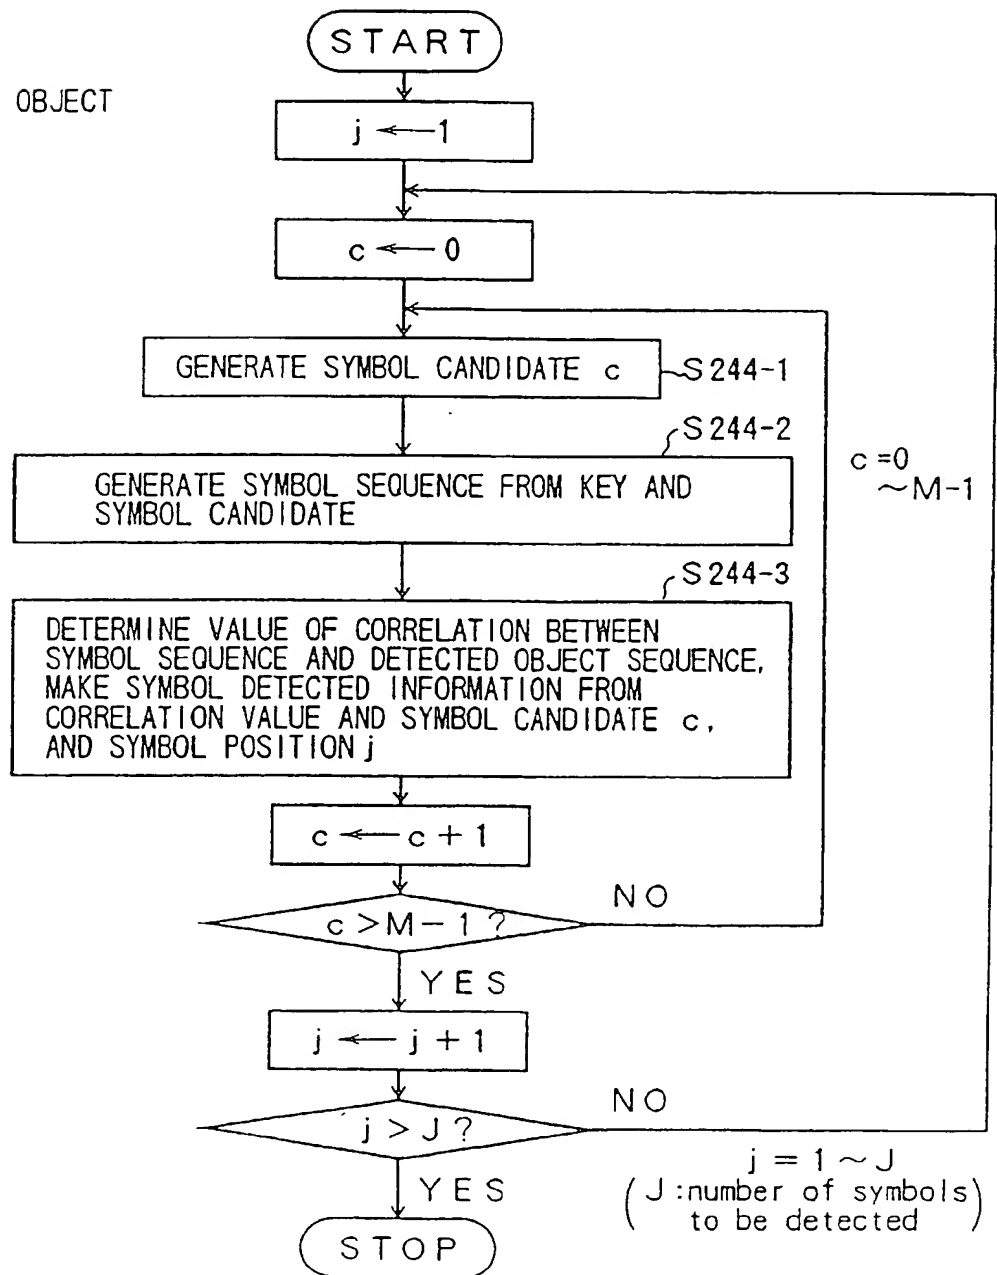 START
OBJECT
j ← 1
c ← 0
GENERATE SYMBOL CANDIDATE c
S244-1
S244-2
GENERATE SYMBOL SEQUENCE FROM KEY AND
SYMBOL CANDIDATE
c=0
~M-1
S244-3
DETERMINE VALUE OF CORRELATION BETWEEN
SYMBOL SEQUENCE AND DETECTED OBJECT SEQUENCE,
MAKE SYMBOL DETECTED INFORMATION FROM
CORRELATION VALUE AND SYMBOL CANDIDATE c,
AND SYMBOL POSITION j
c ← c + 1
c > M - 1 ?
NO
YES
j ← j + 1
j > J ?
NO
YES
j = 1 ~ J
(J:number of symbols
to be detected)
STOP